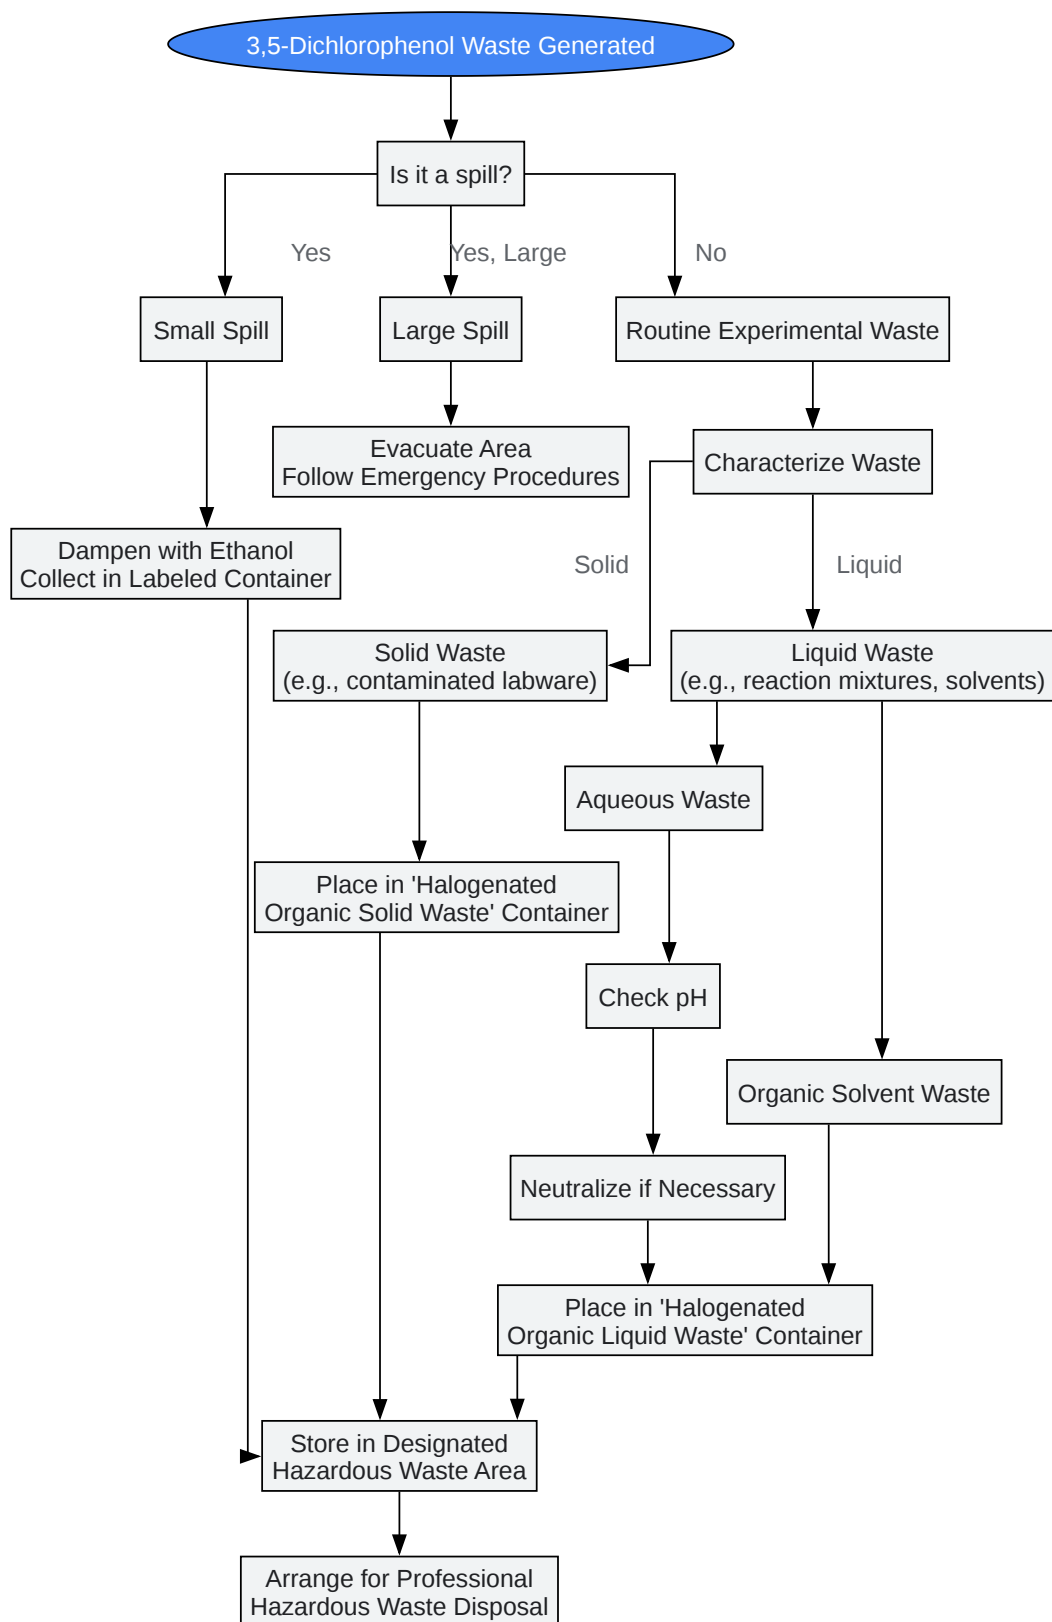 3,5-Dichlorophenol Waste Generated
Is it a spill?
Yes
Yes, Large
No
Small Spill
Large Spill
Routine Experimental Waste
Evacuate Area
Follow Emergency Procedures
Characterize Waste
Dampen with Ethanol
Collect in Labeled Container
Solid
Liquid
Solid Waste
(e.g., contaminated labware)
Liquid Waste
(e.g., reaction mixtures, solvents)
Aqueous Waste
Place in 'Halogenated
Organic Solid Waste' Container
Check pH
Organic Solvent Waste
Neutralize if Necessary
Place in 'Halogenated
Organic Liquid Waste' Container
Store in Designated
Hazardous Waste Area
Arrange for Professional
Hazardous Waste Disposal